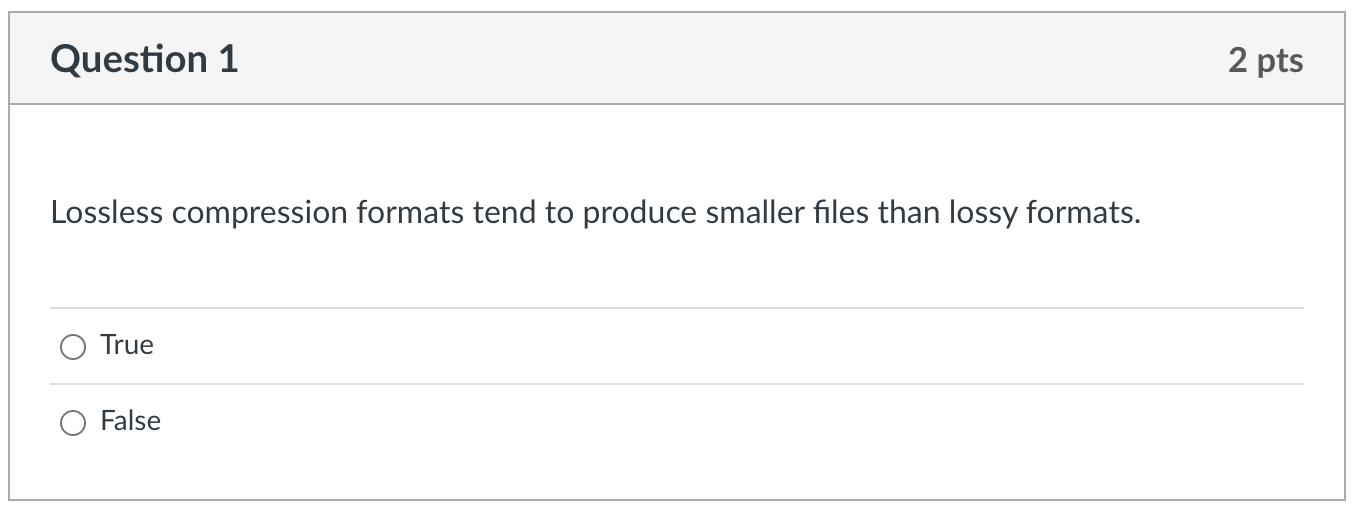 Question 1
2 pts
Lossless compression formats tend to produce smaller files than lossy formats.
True
False